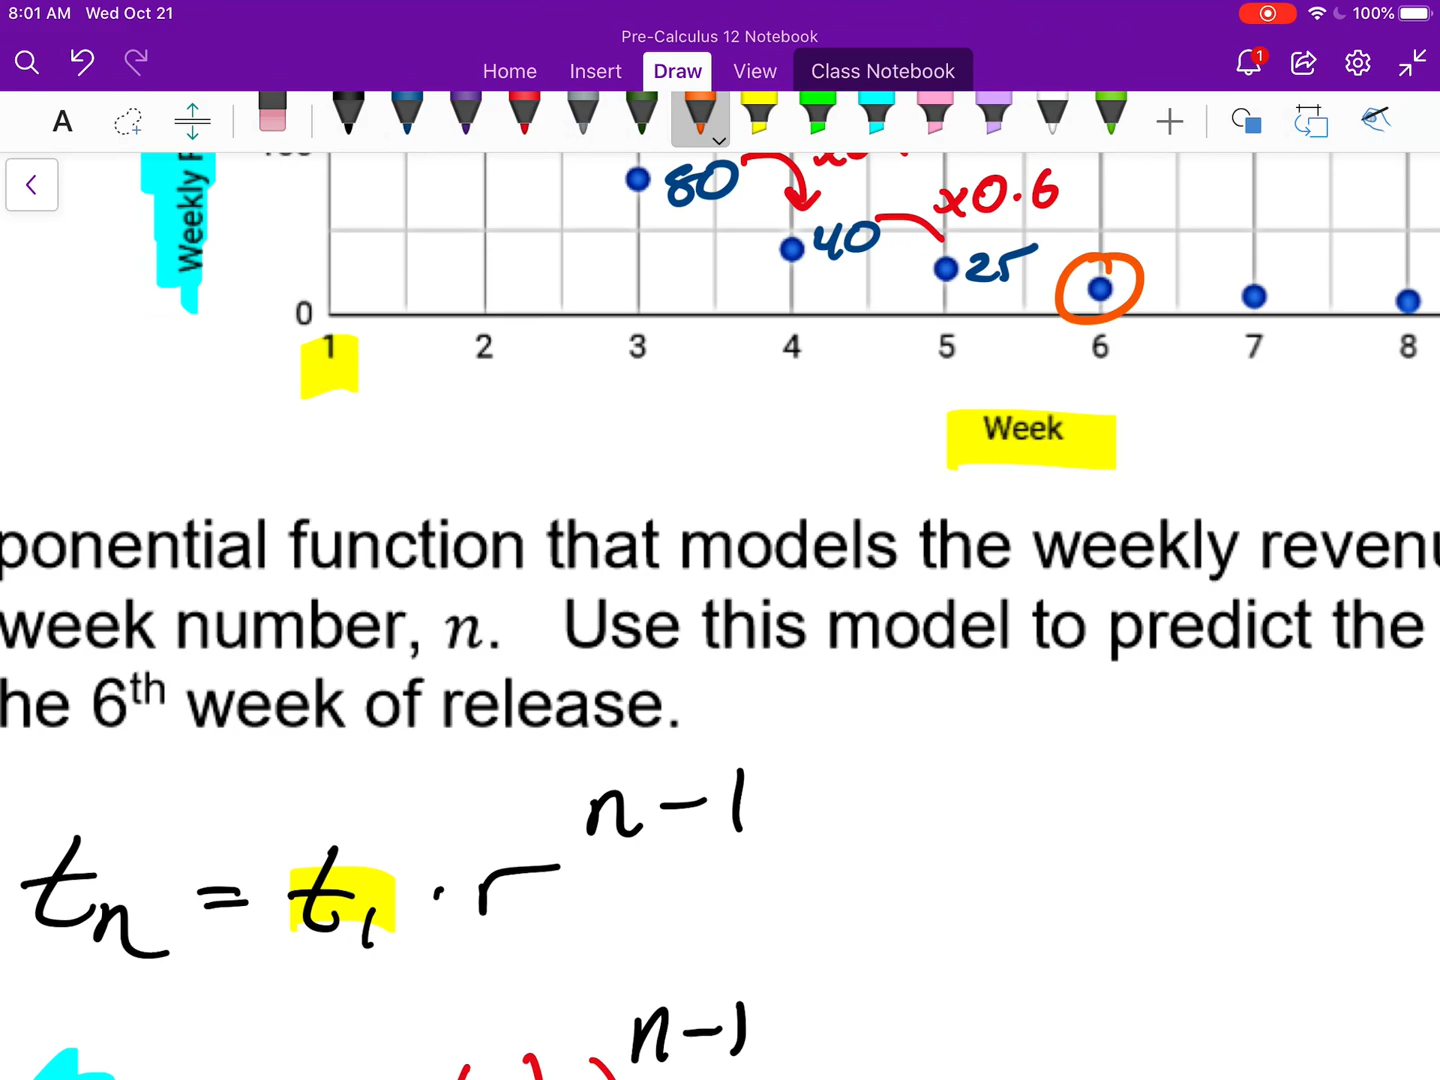 8:01 AM Wed Oct 21
100%
Pre-Calculus 12 Notebook
1
Home Insert Draw View Class Notebook
A
Weekly
80
x0.6
40
25
0
1 2 3 4 5 6 7 8
Week
ponential function that models the weekly revenu
week number, n. Use this model to predict the
he 6th week of release.
tn = t1 · r^n-1
n-1